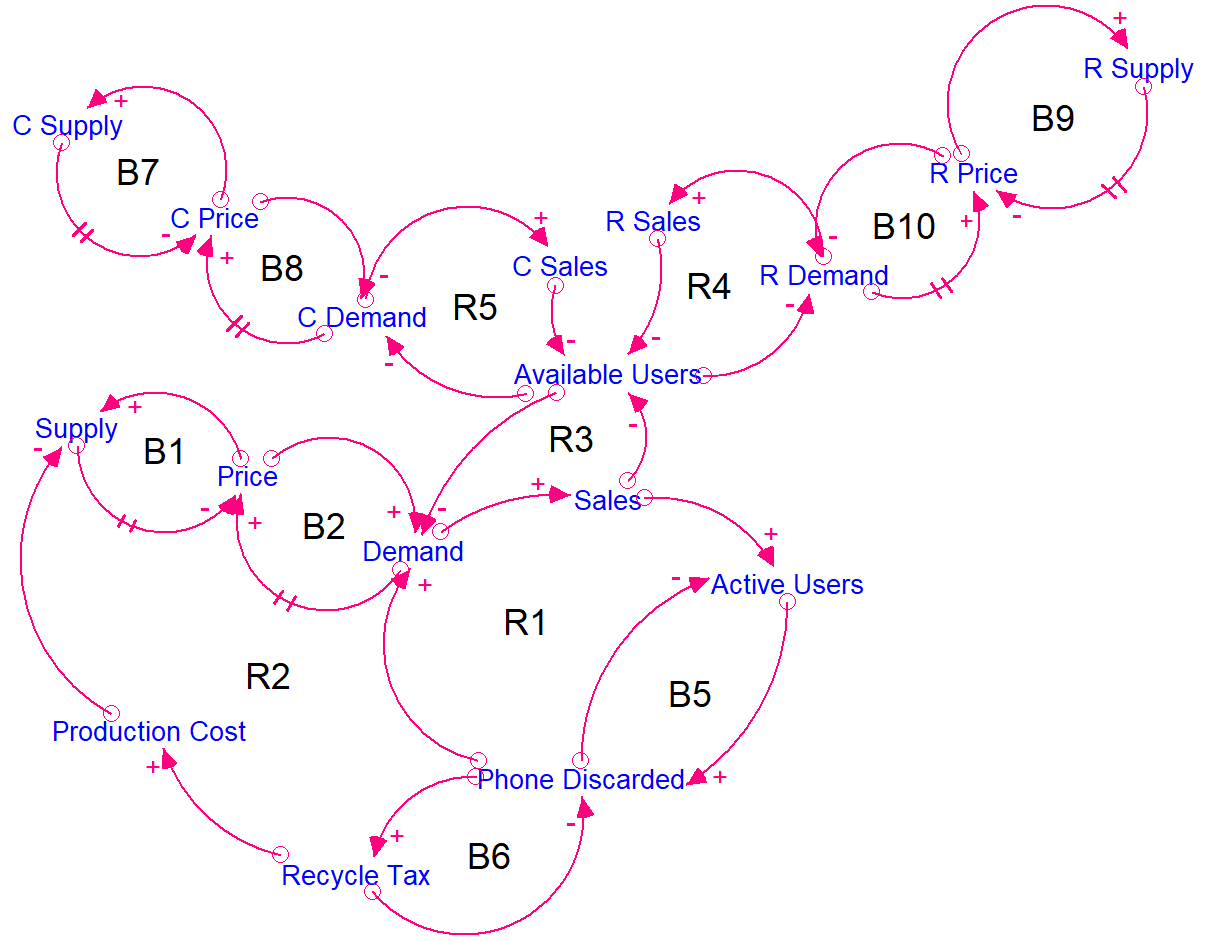 R Supply
B9
C Supply
B7
R Price
C Price
R Sales
B10
B8
C Sales
R Demand
R4
R5
C Demand
Available Users
Supply
B1
R3
Price
Sales
B2
Demand
Active Users
R1
R2
B5
Production Cost
Phone Discarded
B6
Recycle Tax